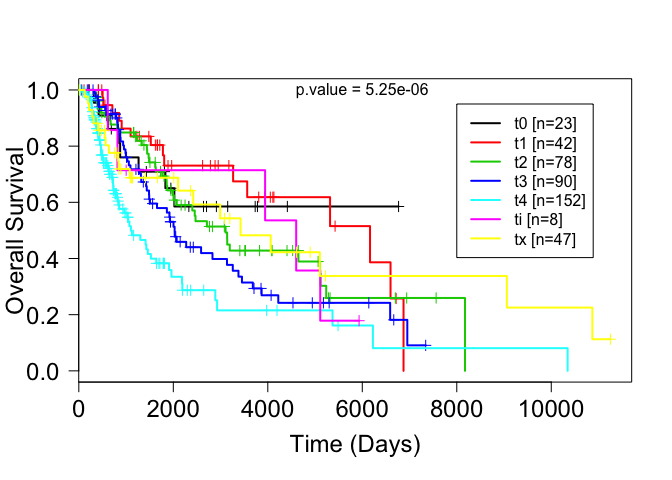 p.value = 5.25e-06
t0 [n=23]
t1 [n=42]
t2 [n=78]
t3 [n=90]
t4 [n=152]
ti [n=8]
tx [n=47]
Overall Survival
1.0
0.8
0.6
0.4
0.2
0.0
0 2000 4000 6000 8000 10000
Time (Days)